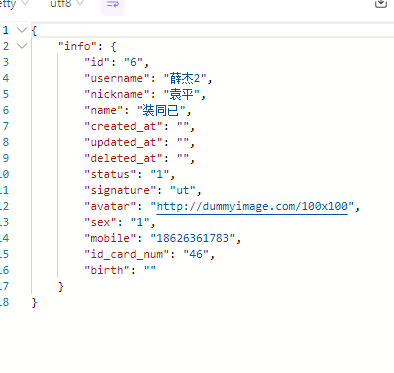 etty utf8
1 {
2 "info": {
3 "id": "6",
4 "username": "薛杰2",
5 "nickname": "袁平",
6 "name": "装同已",
7 "created_at": "",
8 "updated_at": "",
9 "deleted_at": "",
10 "status": "1",
11 "signature": "ut",
12 "avatar": "http://dummyimage.com/100x100",
13 "sex": "1",
14 "mobile": "18626361783",
15 "id_card_num": "46",
16 "birth": ""
17 }
18 }